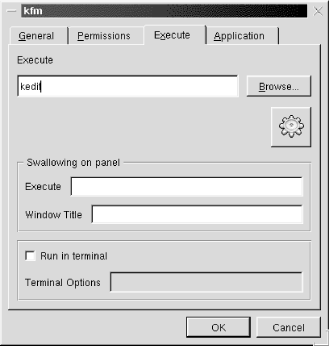 kfm
General Permissions Execute Application
Execute
kedit Browse...
Swallowing on panel
Execute
Window Title
Run in terminal
Terminal Options
OK Cancel